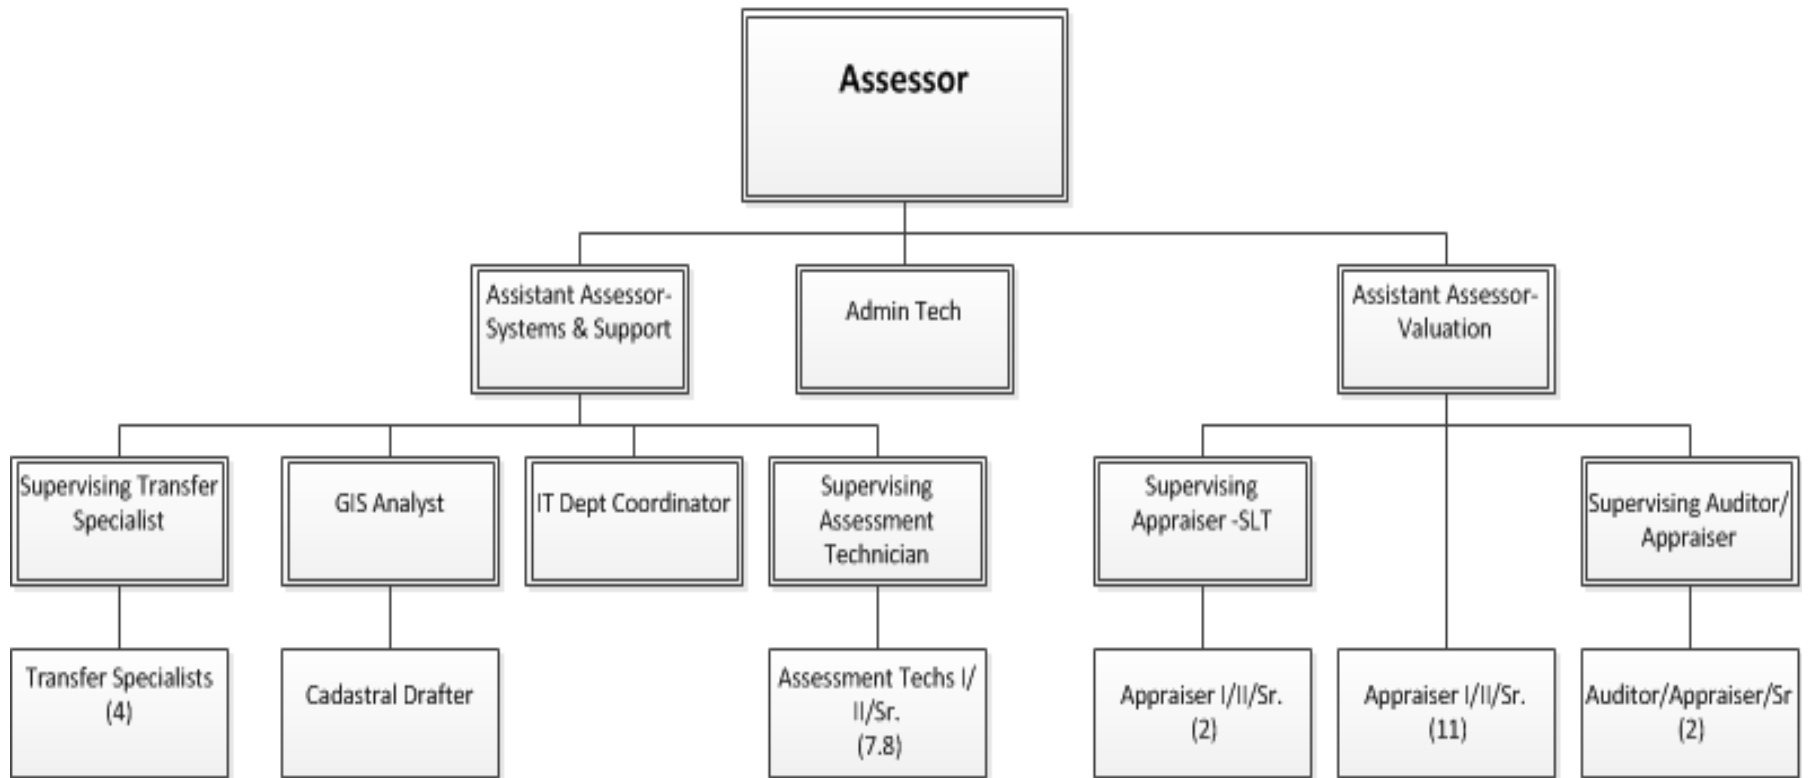 Assessor
Assistant Assessor-
Systems & Support
Admin Tech
Assistant Assessor-
Valuation
Supervising Transfer
Specialist
GIS Analyst
IT Dept Coordinator
Supervising
Assessment
Technician
Supervising
Appraiser -SLT
Supervising Auditor/
Appraiser
Transfer Specialists
(4)
Cadastral Drafter
Assessment Techs I/
II/Sr.
(7.8)
Appraiser I/II/Sr.
(2)
Appraiser I/II/Sr.
(11)
Auditor/Appraiser/Sr
(2)